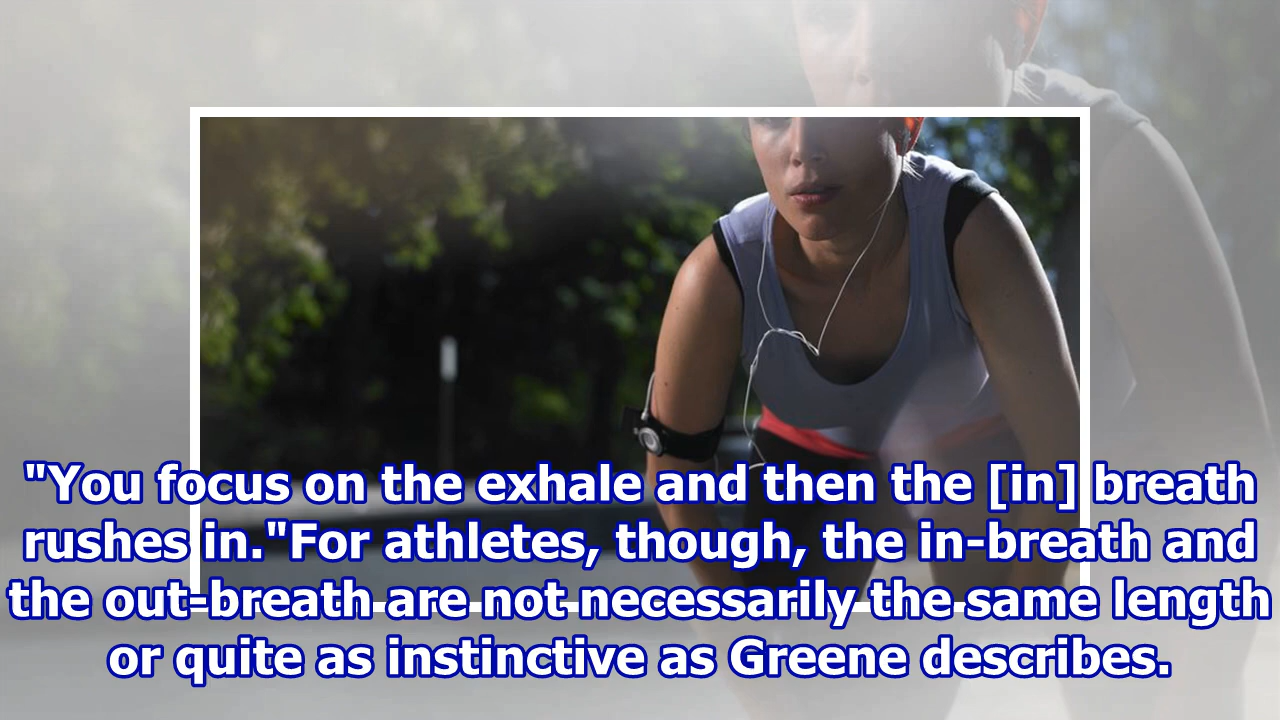 "You focus on the exhale and then the [in] breath
rushes in."For athletes, though, the in-breath and
the out-breath are not necessarily the same length
or quite as instinctive as Greene describes.